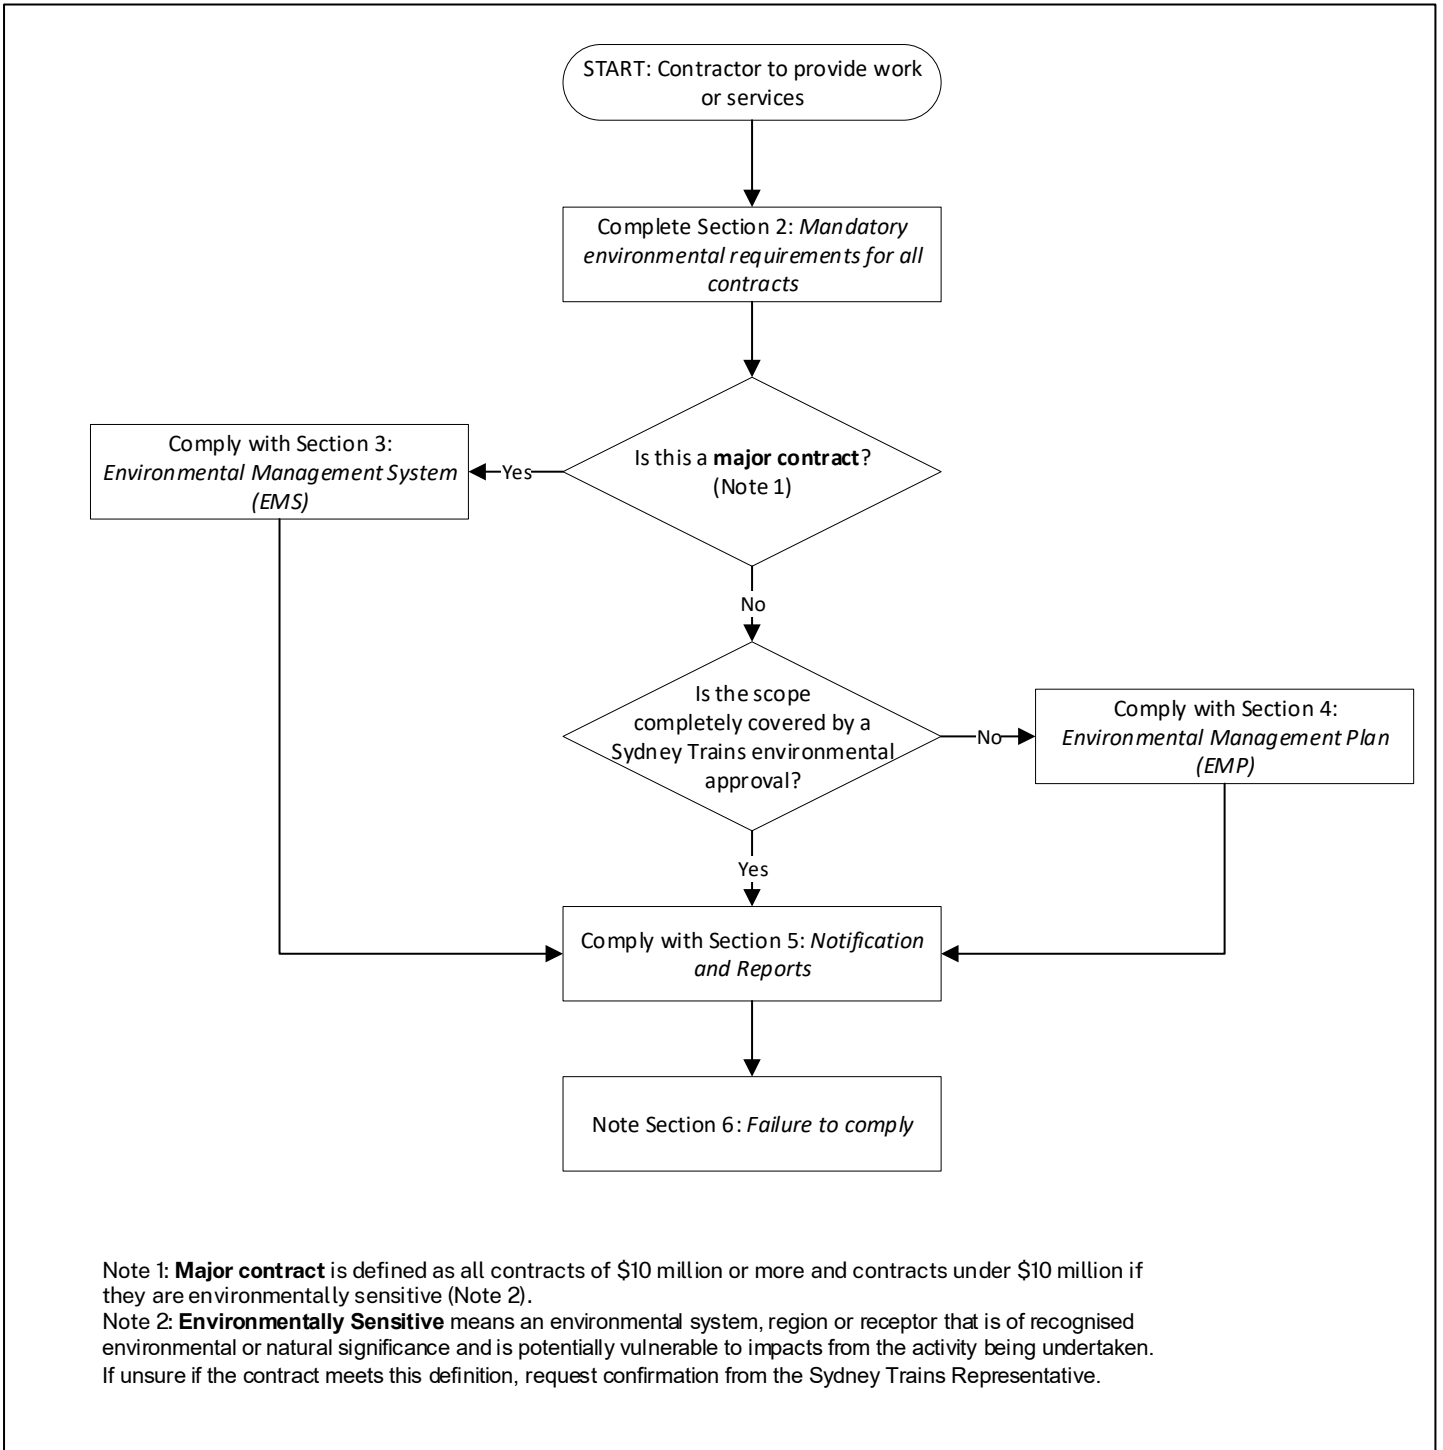 START: Contractor to provide work
or services
Complete Section 2: Mandatory
environmental requirements for all
contracts
Is this a major contract?
(Note 1)
Yes
Comply with Section 3:
Environmental Management System
(EMS)
No
Is the scope
completely covered by a
Sydney Trains environmental
approval?
No
Comply with Section 4:
Environmental Management Plan
(EMP)
Yes
Comply with Section 5: Notification
and Reports
Note Section 6: Failure to comply
Note 1: Major contract is defined as all contracts of $10 million or more and contracts under $10 million if
they are environmentally sensitive (Note 2).
Note 2: Environmentally Sensitive means an environmental system, region or receptor that is of recognised
environmental or natural significance and is potentially vulnerable to impacts from the activity being undertaken.
If unsure if the contract meets this definition, request confirmation from the Sydney Trains Representative.